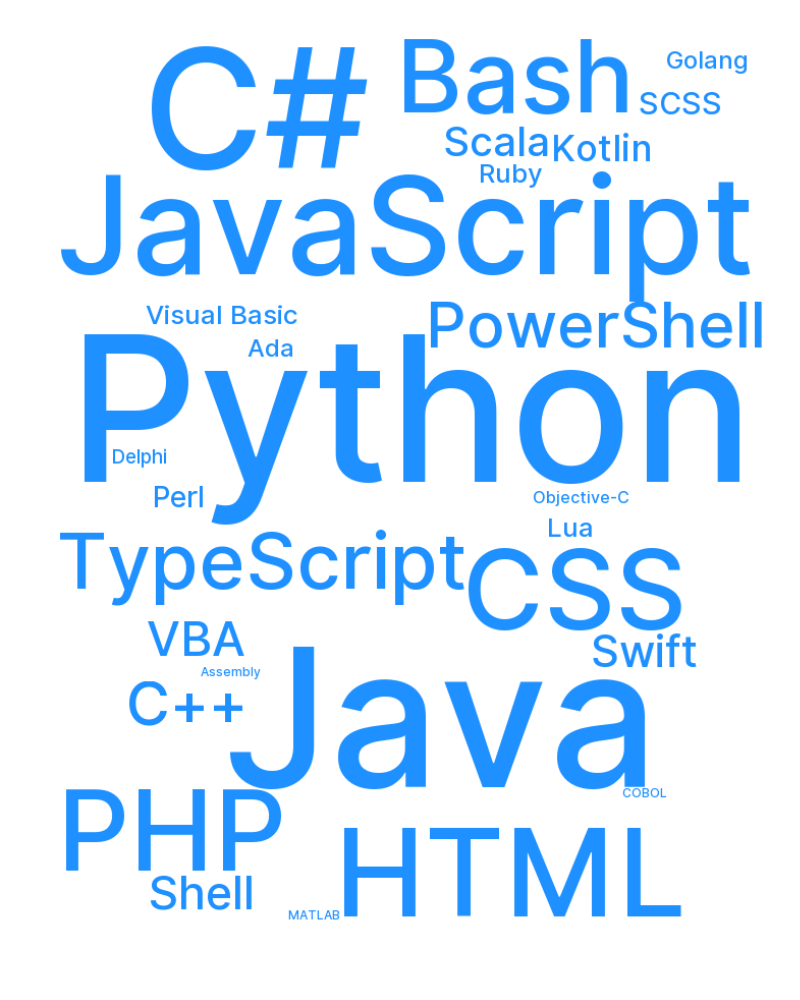 C#
Bash
Golang
SCSS
Scala
Kotlin
Ruby
JavaScript
Visual Basic
PowerShell
Ada
Python
Delphi
Perl
Objective-C
Lua
TypeScript
CSS
VBA
Swift
Assembly
C++
Java
COBOL
PHP
HTML
Shell
MATLAB